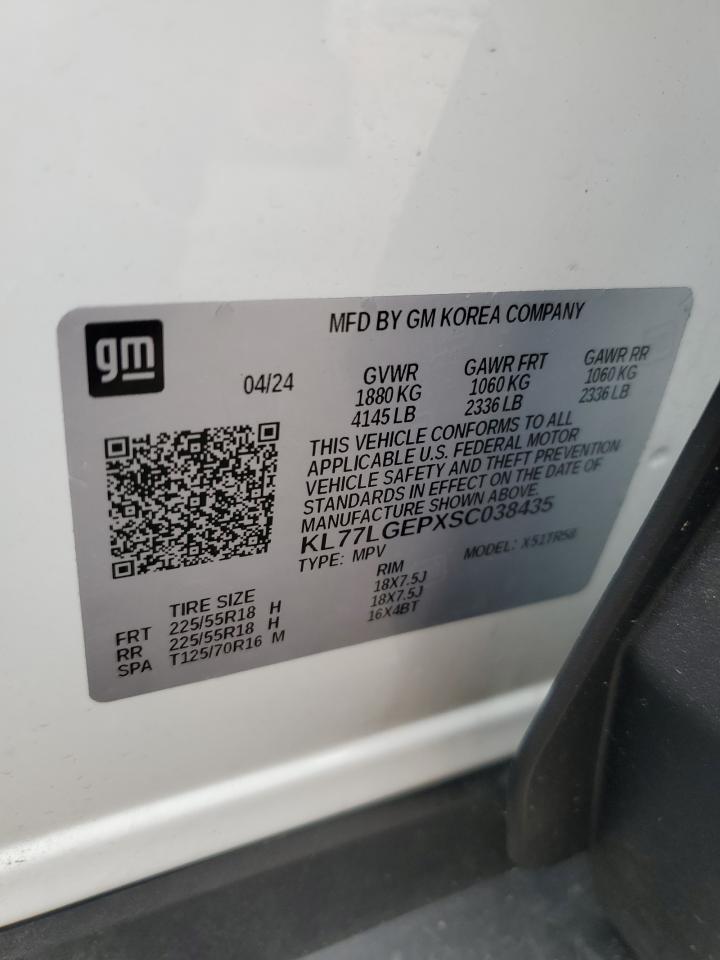 gm
MFD BY GM KOREA COMPANY
04/24
GVWR GAWR FRT GAWR RR
1880 KG 1060 KG 1060 KG
4145 LB 2336 LB 2336 LB
THIS VEHICLE CONFORMS TO ALL
APPLICABLE U.S. FEDERAL MOTOR
VEHICLE SAFETY AND THEFT PREVENTION
STANDARDS IN EFFECT ON THE DATE OF
MANUFACTURE SHOWN ABOVE.
KL77LGEPXSC038435
TYPE: MPV MODEL: X51TR58
TIRE SIZE RIM
FRT 225/55R18 H 18X7.5J
RR 225/55R18 H 18X7.5J
SPA T125/70R16 M 16X4BT